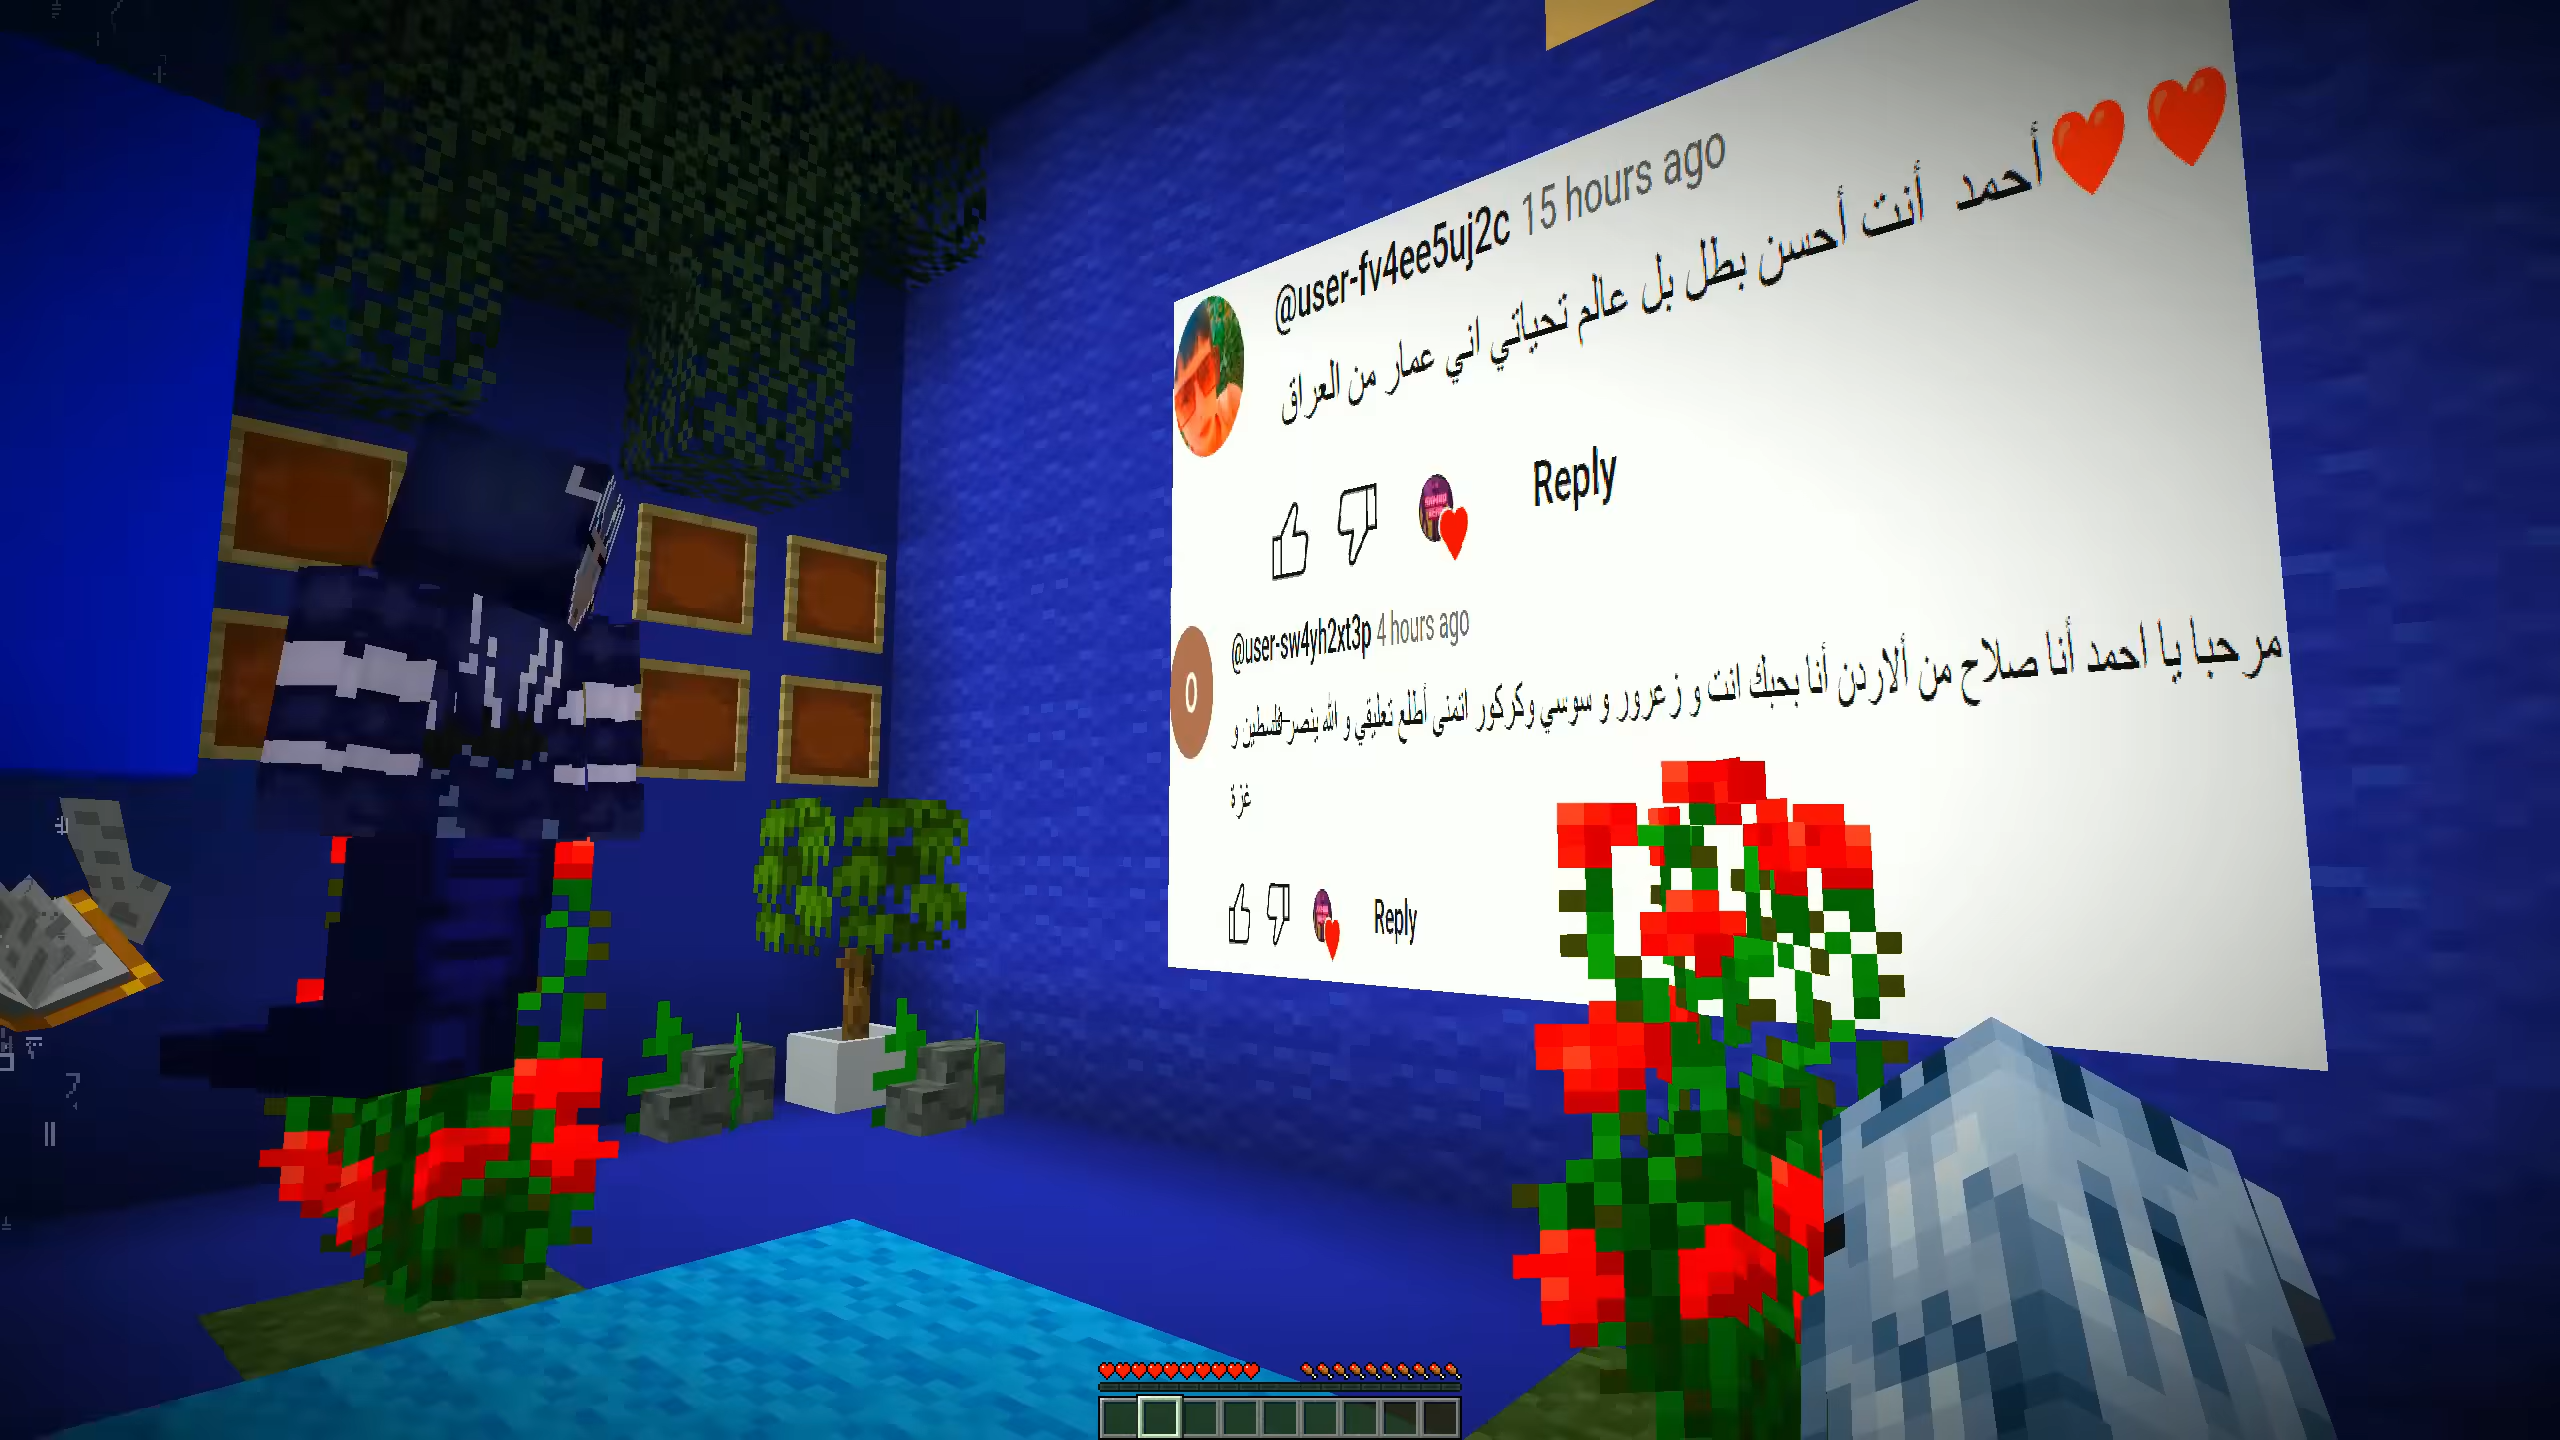 @user-fv4ee5uj2c 15 hours ago
أحمد أنت أحسن بطل بل عالم تحياتي اني عمار من العراق
Reply
O
@user-sw4yh2xt3p 4 hours ago
مرحبا يا احمد أنا صلاح من ألاردن أنا بحبك انت و زعرور و سوسي وكركور اتمنى أطلع تعليقي و الله ينصر فلسطين و
غزة
Reply